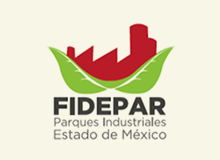 FIDEPAR
Parques Industriales
Estado de México